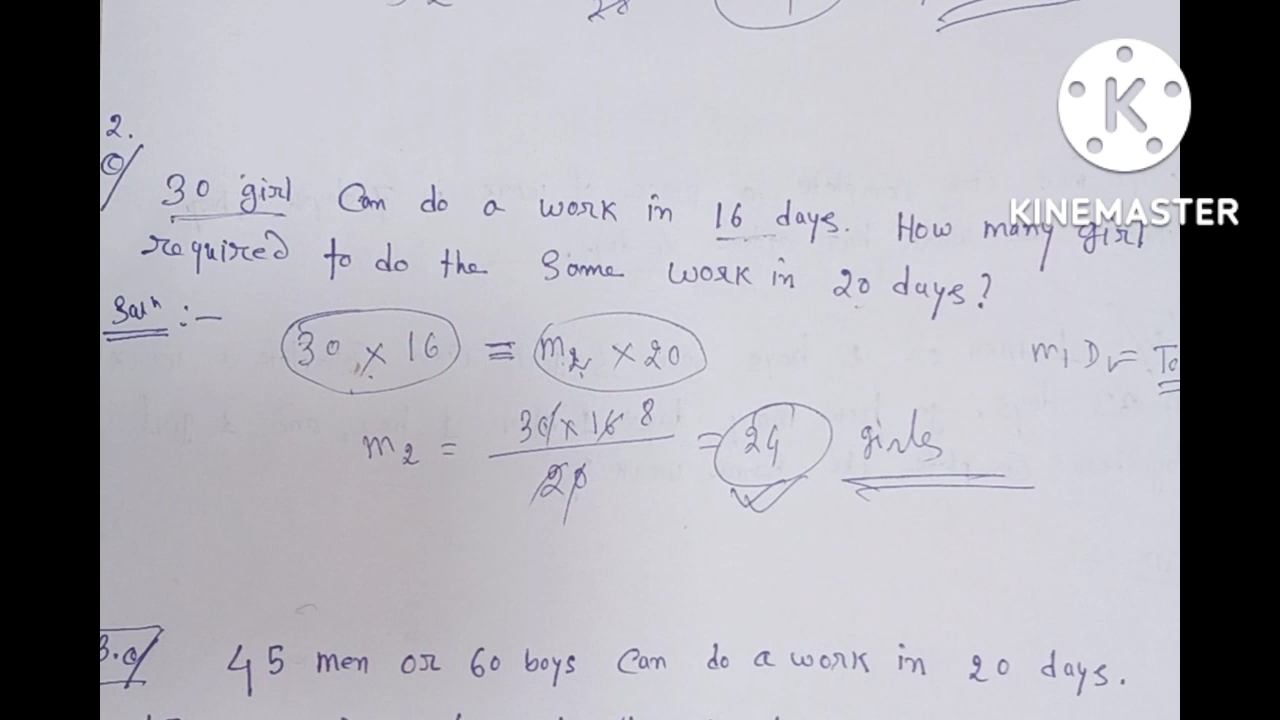 2.
Q/ 30 girl Can do a work in 16 days. How many girl
required to do the Same work in 20 days?
Solⁿ :-
30 × 16 = m₂ × 20
m₁ D₁ = To
m₂ = 30 × 16 8 / 20 = 24 girls
3.Q/ 45 men or 60 boys Can do a work in 20 days.
KINEMASTER